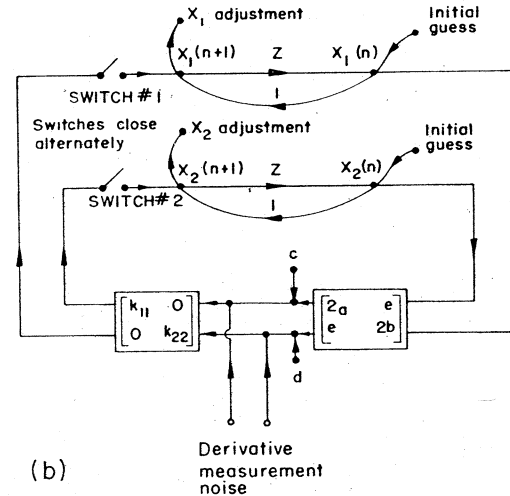 X₁ adjustment
Initial guess
X₁(n+1) Z X₁(n)
1
SWITCH #1
Switches close alternately
X₂ adjustment
Initial guess
X₂(n+1) Z X₂(n)
1
SWITCH #2
c
k₁₁ 0
0 k₂₂
2a e
e 2b
d
Derivative
measurement
noise
(b)